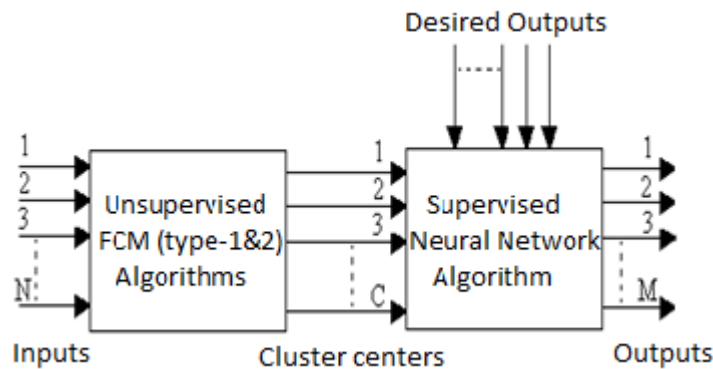 Desired Outputs
1
2
3
N
Inputs
Unsupervised
FCM (type-1&2)
Algorithms
1
2
3
C
Cluster centers
Supervised
Neural Network
Algorithm
1
2
3
M
Outputs